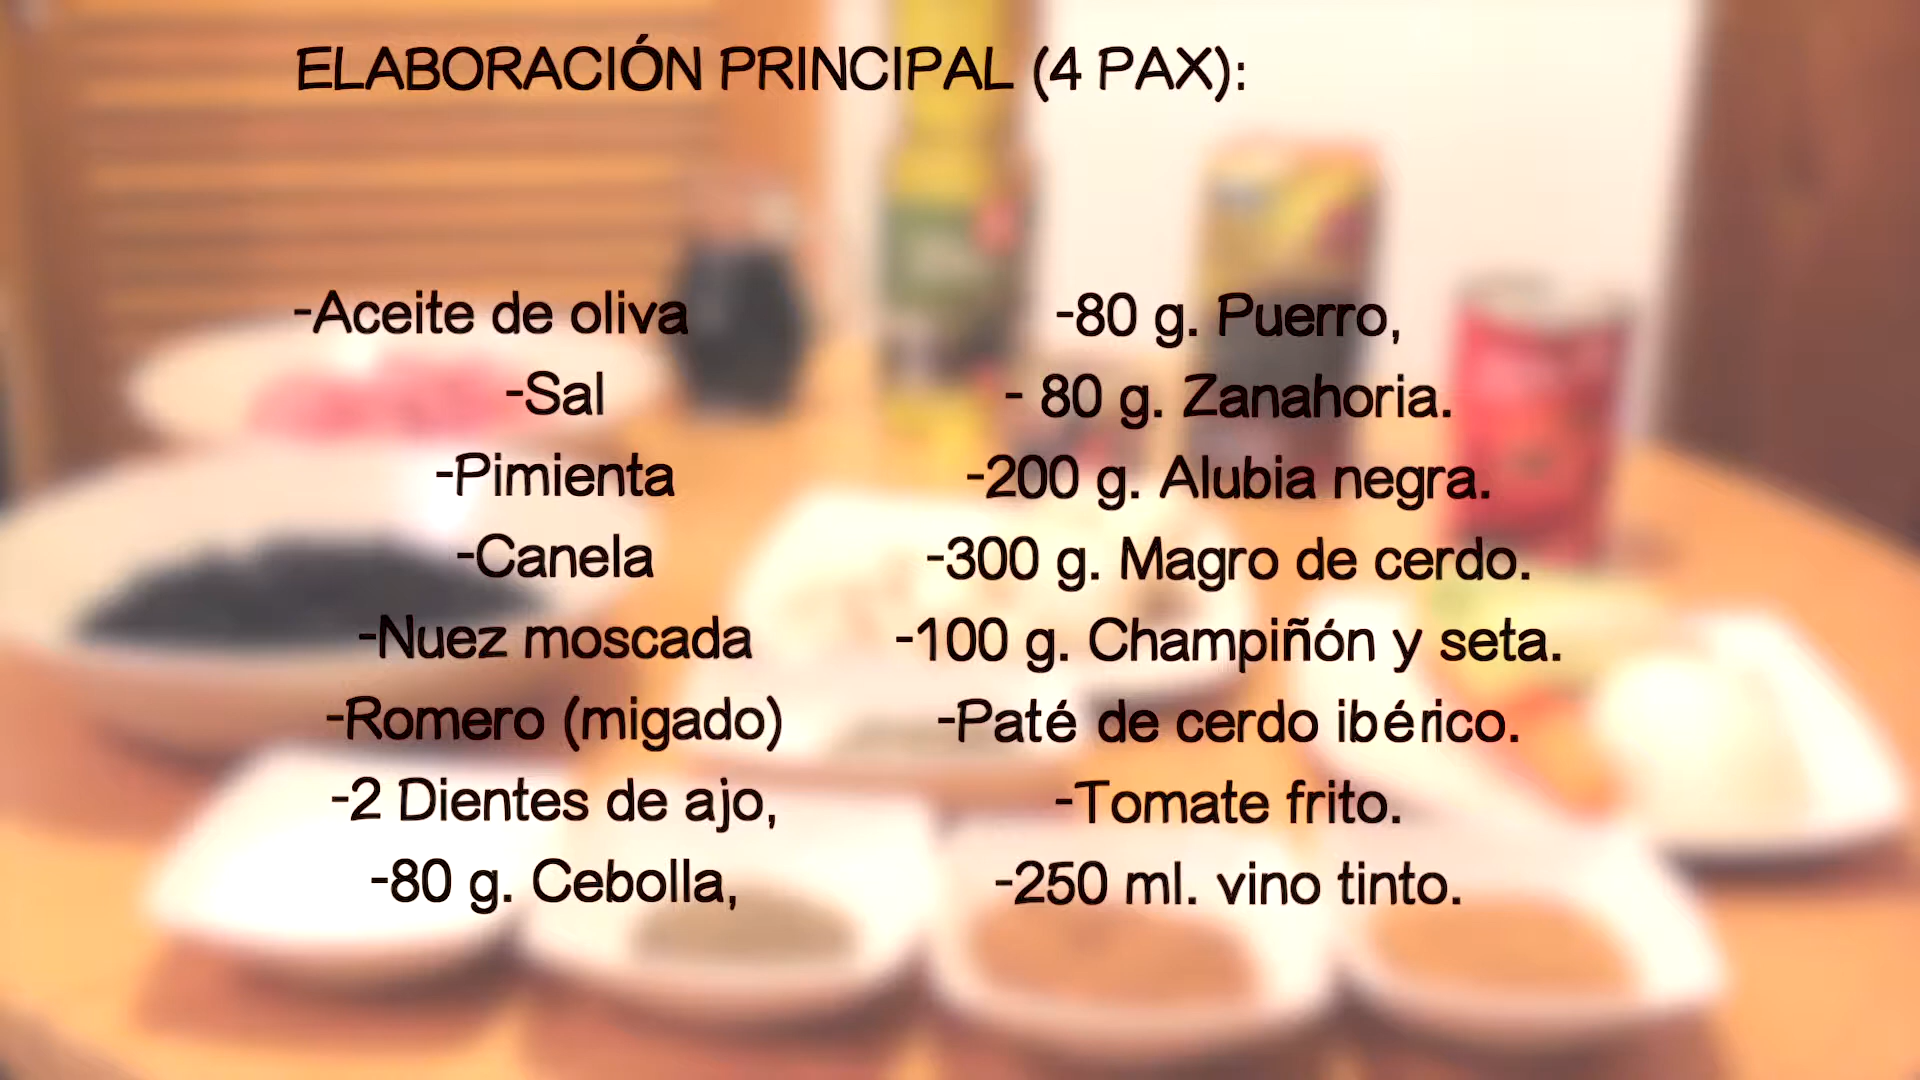 ELABORACIÓN PRINCIPAL (4 PAX):
-Aceite de oliva
-Sal
-Pimienta
-Canela
-Nuez moscada
-Romero (migado)
-2 Dientes de ajo,
-80 g. Cebolla,
-80 g. Puerro,
- 80 g. Zanahoria.
-200 g. Alubia negra.
-300 g. Magro de cerdo.
-100 g. Champiñón y seta.
-Paté de cerdo ibérico.
-Tomate frito.
-250 ml. vino tinto.